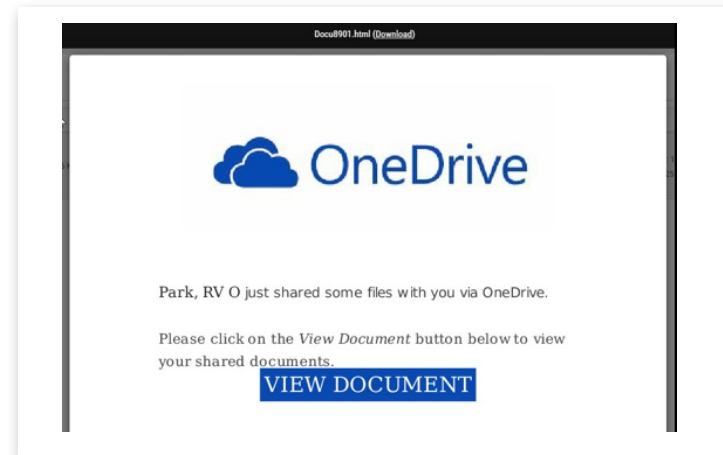 Docu8901.html (Download)
OneDrive
Park, RV O just shared some files with you via OneDrive.
Please click on the View Document button below to view
your shared documents.
VIEW DOCUMENT